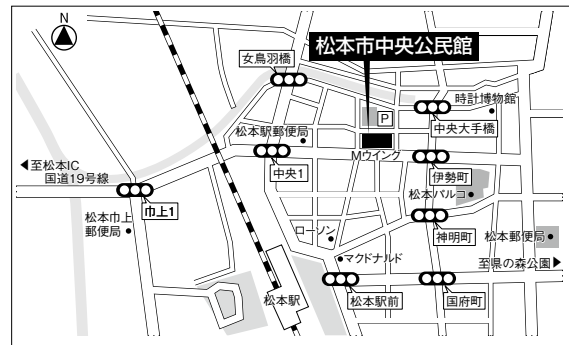 N
松本市中央公民館
女鳥羽橋
時計博物館
P
中央大手橋
松本駅郵便局
Mウイング
◀至松本IC
国道19号線
中央1
伊勢町
松本パルコ
巾上1
松本巾上
郵便局
神明町
ローソン
松本郵便局
マクドナルド
至県の森公園▶
松本駅
松本駅前
国府町